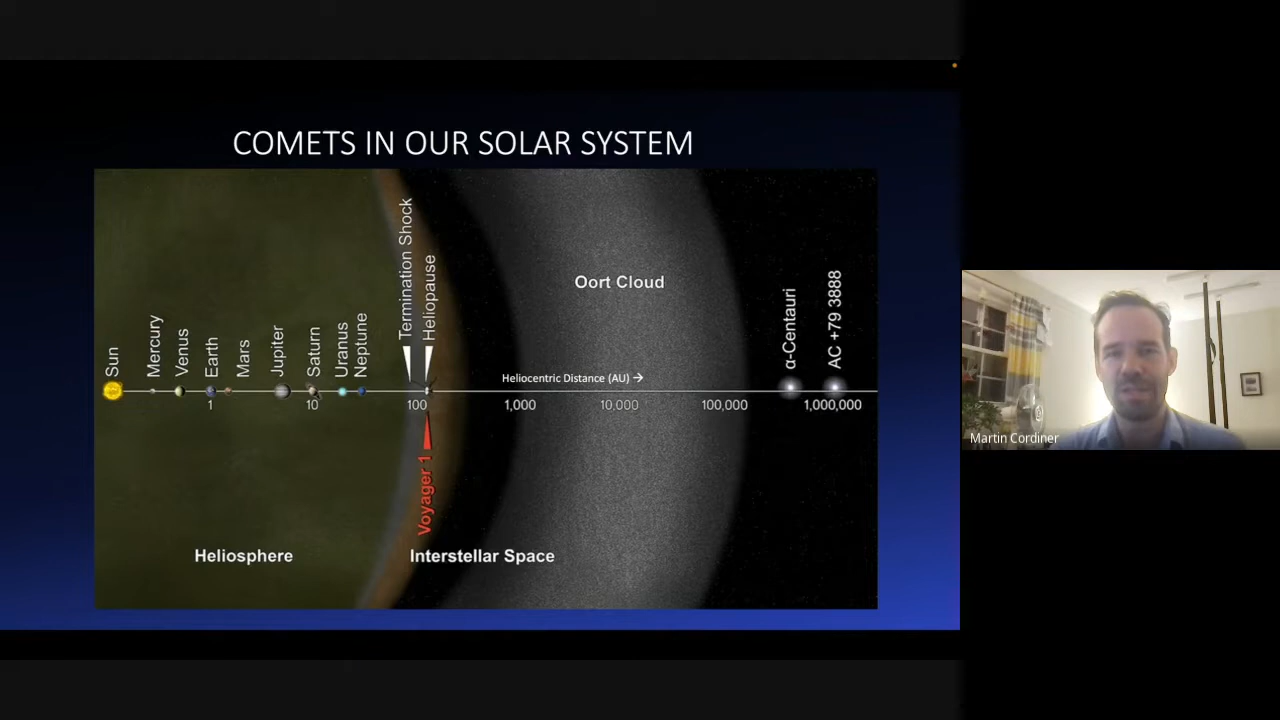 COMETS IN OUR SOLAR SYSTEM
Sun
Mercury
Venus
Earth
Mars
Jupiter
Saturn
Uranus
Neptune
Termination Shock
Heliopause
Oort Cloud
α-Centauri
AC +79 3888
Heliocentric Distance (AU) →
1 10 100 1,000 10,000 100,000 1,000,000
Voyager 1
Heliosphere
Interstellar Space
Martin Cordiner